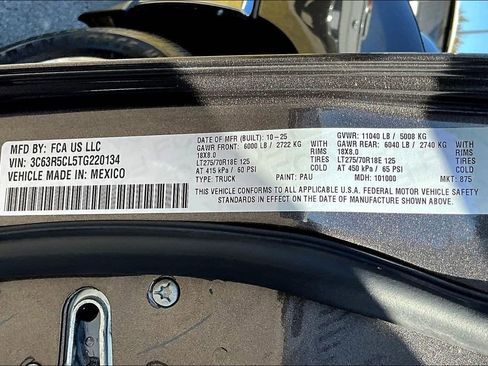 MFD BY: FCA US LLC
VIN: 3C63R5CL5TG220134
VEHICLE MADE IN: MEXICO
DATE OF MFR (BUILT): 10-25
GAWR FRONT: 6000 LB / 2722 KG
18X8.0 RIMS
LT275/70R18E 125 TIRES
AT 415 kPa / 60 PSI COLD
TYPE: TRUCK PAINT: PAU
GVWR: 11040 LB / 5008 KG
GAWR REAR: 6040 LB / 2740 KG
WITH 18X8.0 RIMS
LT275/70R18E 125 TIRES
AT 450 kPa / 65 PSI COLD
MDH: 101000 MKT: 875
THIS VEHICLE CONFORMS TO ALL APPLICABLE U.S.A. FEDERAL MOTOR VEHICLE SAFETY
STANDARDS IN EFFECT ON THE DATE OF MANUFACTURE SHOWN ABOVE